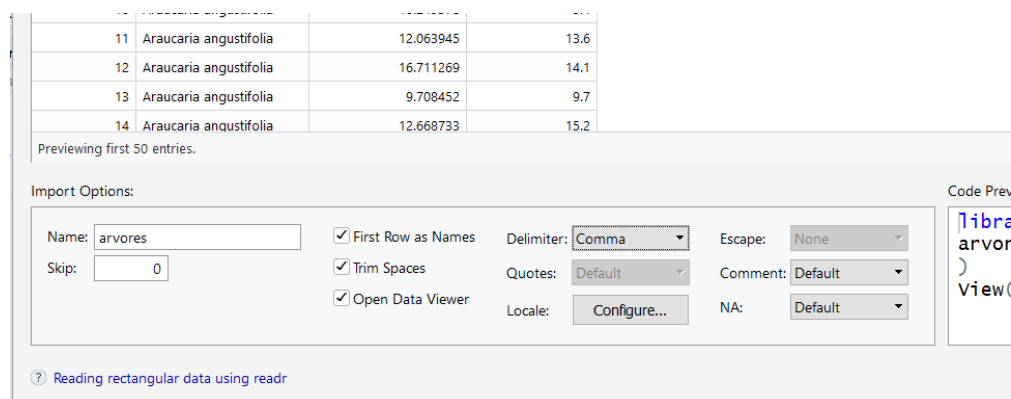 11 Araucaria angustifolia 12.063945 13.6
12 Araucaria angustifolia 16.711269 14.1
13 Araucaria angustifolia 9.708452 9.7
14 Araucaria angustifolia 12.668733 15.2
Previewing first 50 entries.
Import Options:
Code Prev
Name: arvores
First Row as Names
Delimiter: Comma
Escape: None
Skip: 0
Trim Spaces
Quotes: Default
Comment: Default
Open Data Viewer
Locale: Configure...
NA: Default
libra
arvor
)
View(
? Reading rectangular data using readr